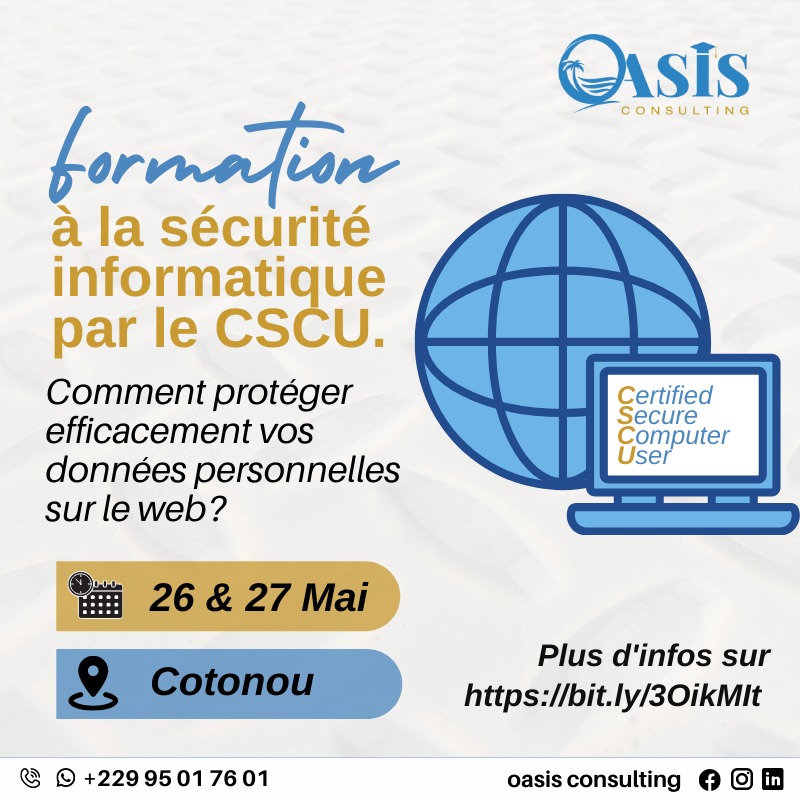 OASIS
CONSULTING
formation
à la sécurité
informatique
par le CSCU.
Comment protéger
efficacement vos
données personnelles
sur le web?
Certified
Secure
Computer
User
26 & 27 Mai
Cotonou
Plus d'infos sur
https://bit.ly/3OikMIt
+229 95 01 76 01
oasis consulting